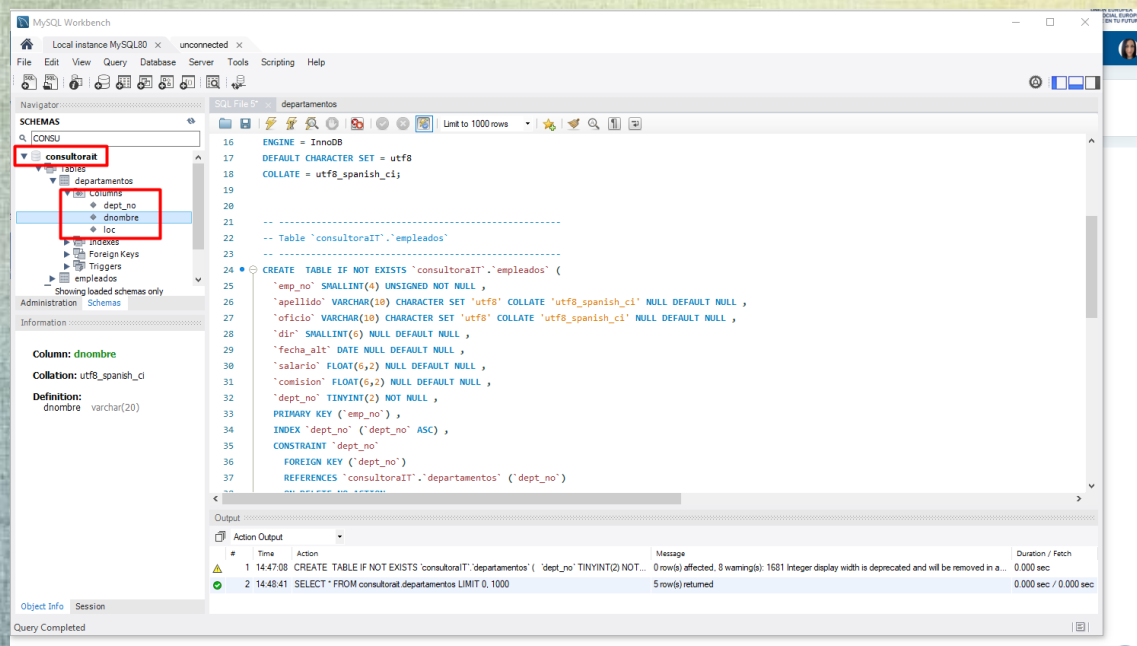 UNIÓN EUROPEA
MySQL Workbench
Local instance MySQL80 × unconnected ×
File Edit View Query Database Server Tools Scripting Help
Navigator
SCHEMAS
CONSU
consultorait
Tables
departamentos
Columns
dept_no
dnombre
loc
Indexes
Foreign Keys
Triggers
empleados
Showing loaded schemas only
Administration Schemas
Information
Column: dnombre
Collation: utf8_spanish_ci
Definition:
dnombre varchar(20)
Object Info Session
Query Completed
SQL File 5* × departamentos
Limit to 1000 rows
16 ENGINE = InnoDB
17 DEFAULT CHARACTER SET = utf8
18 COLLATE = utf8_spanish_ci;
19
20
21 -- -----------------------------------------------------
22 -- Table `consultoraIT`.`empleados`
23 -- -----------------------------------------------------
24 CREATE TABLE IF NOT EXISTS `consultoraIT`.`empleados` (
25 `emp_no` SMALLINT(4) UNSIGNED NOT NULL ,
26 `apellido` VARCHAR(10) CHARACTER SET 'utf8' COLLATE 'utf8_spanish_ci' NULL DEFAULT NULL ,
27 `oficio` VARCHAR(10) CHARACTER SET 'utf8' COLLATE 'utf8_spanish_ci' NULL DEFAULT NULL ,
28 `dir` SMALLINT(6) NULL DEFAULT NULL ,
29 `fecha_alt` DATE NULL DEFAULT NULL ,
30 `salario` FLOAT(6,2) NULL DEFAULT NULL ,
31 `comision` FLOAT(6,2) NULL DEFAULT NULL ,
32 `dept_no` TINYINT(2) NOT NULL ,
33 PRIMARY KEY (`emp_no`) ,
34 INDEX `dept_no` (`dept_no` ASC) ,
35 CONSTRAINT `dept_no`
36 FOREIGN KEY (`dept_no`)
37 REFERENCES `consultoraIT`.`departamentos` (`dept_no`)
Output
Action Output
# Time Action Message Duration / Fetch
1 14:47:08 CREATE TABLE IF NOT EXISTS `consultoraIT`.`departamentos` ( `dept_no` TINYINT(2) NOT... 0 row(s) affected, 8 warning(s): 1681 Integer display width is deprecated and will be removed in a... 0.000 sec
2 14:48:41 SELECT * FROM consultorait.departamentos LIMIT 0, 1000 5 row(s) returned 0.000 sec / 0.000 sec